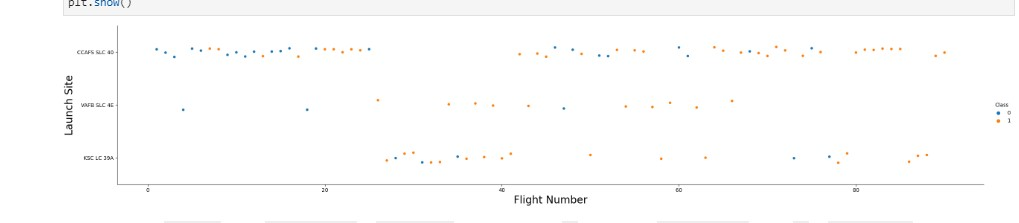 plt.show()
CCAFS SLC 40
VAFB SLC 4E
KSC LC 39A
Launch Site
0 20 40 60 80
Flight Number
Class
0
1